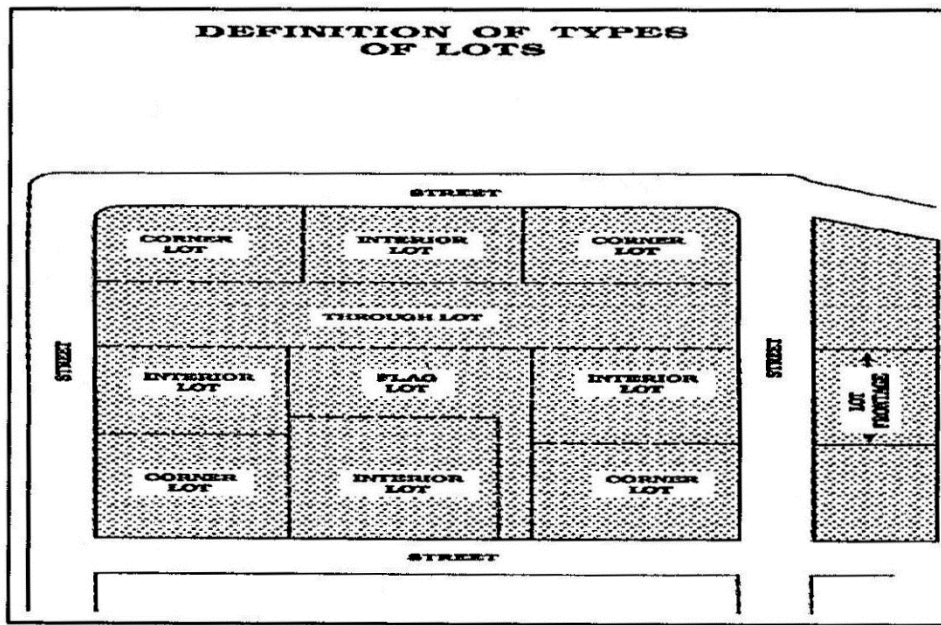 DEFINITION OF TYPES
OF LOTS
STREET
CORNER
LOT
INTERIOR
LOT
CORNER
LOT
THROUGH LOT
STREET
STREET
INTERIOR
LOT
FLAG
LOT
INTERIOR
LOT
LOT
FRONTAGE
CORNER
LOT
INTERIOR
LOT
CORNER
LOT
STREET